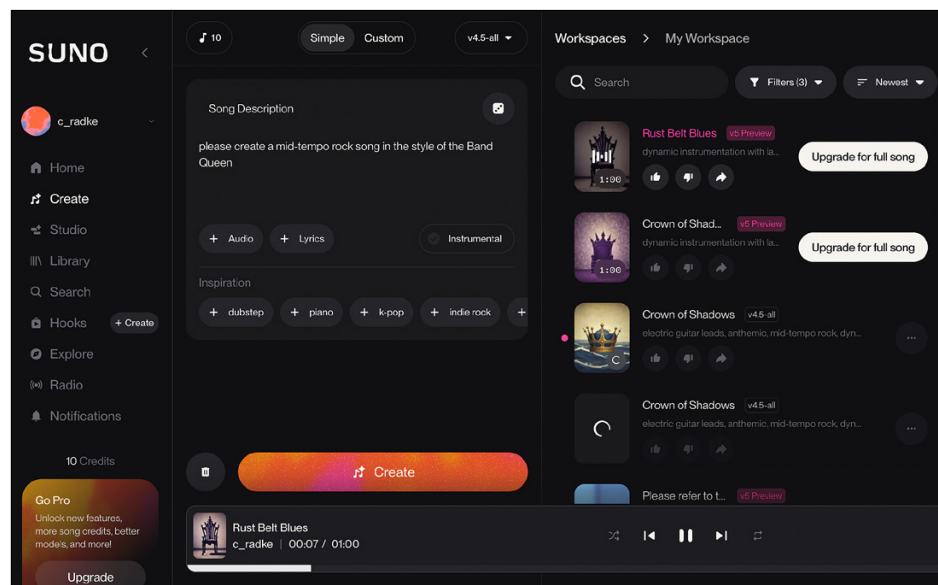 SUNO
c_radke
Home
Create
Studio
Library
Search
Hooks
+ Create
Explore
Radio
Notifications
10 Credits
Go Pro
Unlock new features,
more song credits, better
models, and more!
Upgrade
10
Simple
Custom
v4.5-all
Song Description
please create a mid-tempo rock song in the style of the Band
Queen
+ Audio
+ Lyrics
Instrumental
Inspiration
+ dubstep
+ piano
+ k-pop
+ indie rock
+
Create
Workspaces > My Workspace
Search
Filters (3)
Newest
1:00
Rust Belt Blues v5 Preview
dynamic instrumentation with la...
Upgrade for full song
1:00
Crown of Shad... v5 Preview
dynamic instrumentation with la...
Upgrade for full song
Crown of Shadows v4.5-all
electric guitar leads, anthemic, mid-tempo rock, dyn...
Crown of Shadows v4.5-all
electric guitar leads, anthemic, mid-tempo rock, dyn...
Please refer to t... v5 Preview
Rust Belt Blues
c_radke | 00:07 / 01:00